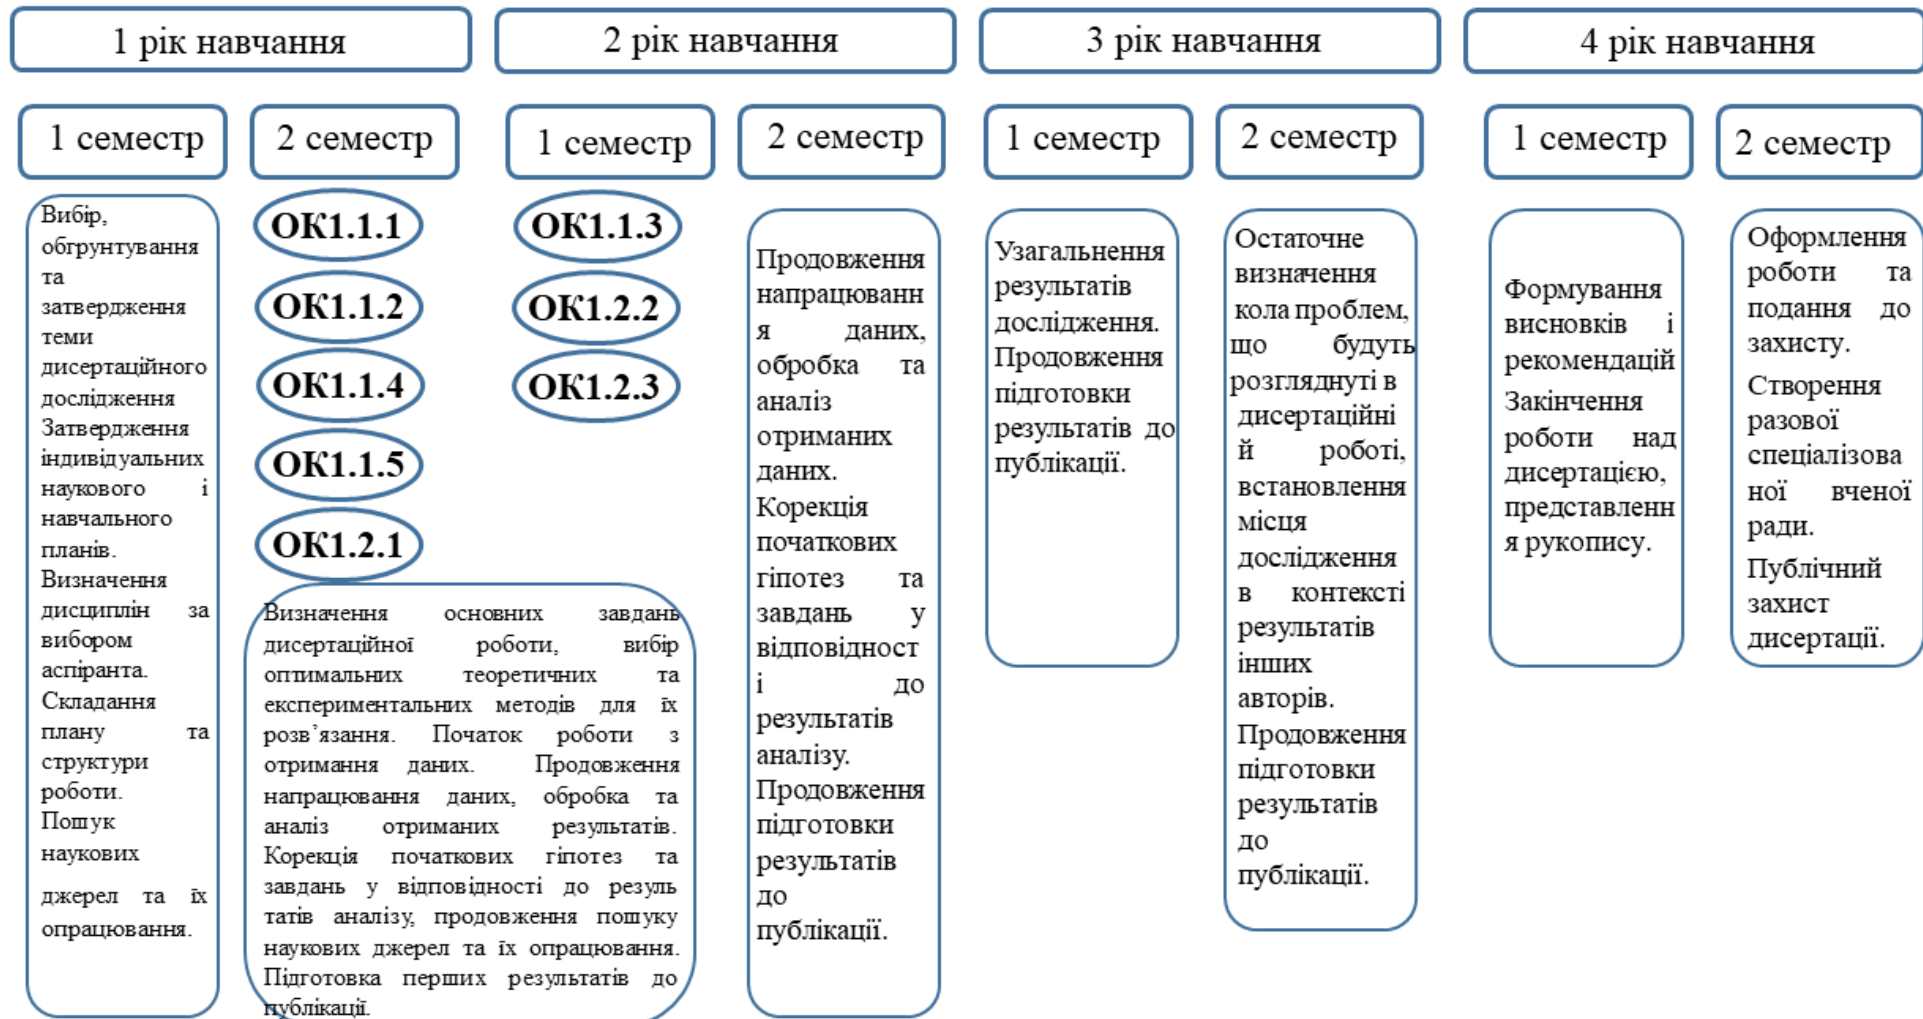 1 рік навчання
2 рік навчання
3 рік навчання
4 рік навчання
1 семестр
2 семестр
1 семестр
2 семестр
1 семестр
2 семестр
1 семестр
2 семестр
Вибір,
обгрунтування
та
затвердження
теми
дисертаційного
дослідження
Затвердження
індивідуальних
наукового і
навчального
планів.
Визначення
дисциплін за
вибором
аспіранта.
Складання
плану та
структури
роботи.
Пошук
наукових
джерел та їх
опрацювання.
ОК1.1.1
ОК1.1.2
ОК1.1.4
ОК1.1.5
ОК1.2.1
ОК1.1.3
ОК1.2.2
ОК1.2.3
Визначення основних завдань
дисертаційної роботи, вибір
оптимальних теоретичних та
експериментальних методів для їх
розв’язання. Початок роботи з
отримання даних. Продовження
напрацювання даних, обробка та
аналіз отриманих результатів.
Корекція початкових гіпотез та
завдань у відповідності до резуль
татів аналізу, продовження пошуку
наукових джерел та їх опрацювання.
Підготовка перших результатів до
публікації.
Продовження
напрацюванн
я даних,
обробка та
аналіз
отриманих
даних.
Корекція
початкових
гіпотез та
завдань у
відповідност
і до
результатів
аналізу.
Продовження
підготовки
результатів
до
публікації.
Узагальнення
результатів
дослідження.
Продовження
підготовки
результатів до
публікації.
Остаточне
визначення
кола проблем,
що будуть
розгляднуті в
дисертаційні
й роботі,
встановлення
місця
дослідження
в контексті
результатів
інших
авторів.
Продовження
підготовки
результатів
до
публікації.
Формування
висновків і
рекомендацій
Закінчення
роботи над
дисертацією,
представленн
я рукопису.
Оформлення
роботи та
подання до
захисту.
Створення
разової
спеціалізова
ної вченої
ради.
Публічний
захист
дисертації.